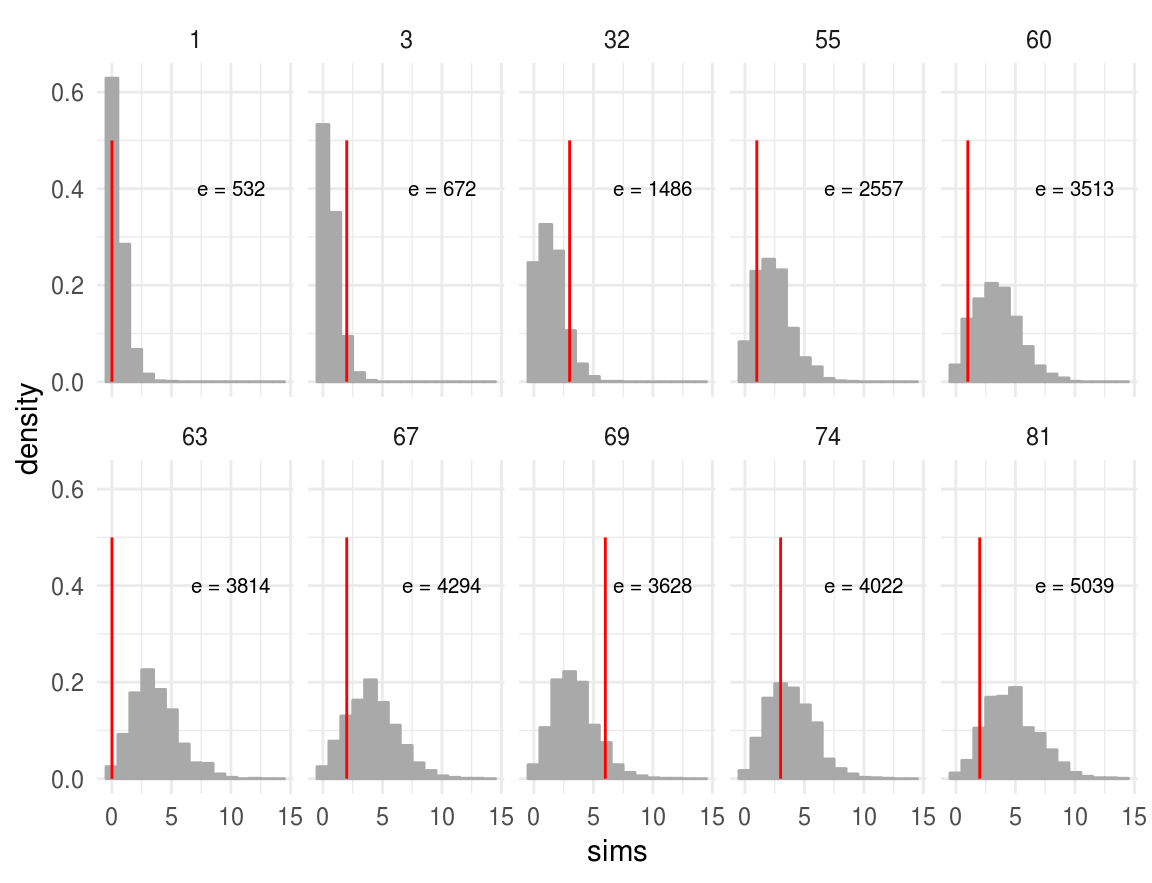 1 3 32 55 60
0.6
0.4
0.2
0.0
e = 532 e = 672 e = 1486 e = 2557 e = 3513
density
63 67 69 74 81
0.6
0.4
0.2
0.0
e = 3814 e = 4294 e = 3628 e = 4022 e = 5039
0 5 10 15 0 5 10 15 0 5 10 15 0 5 10 15 0 5 10 15
sims